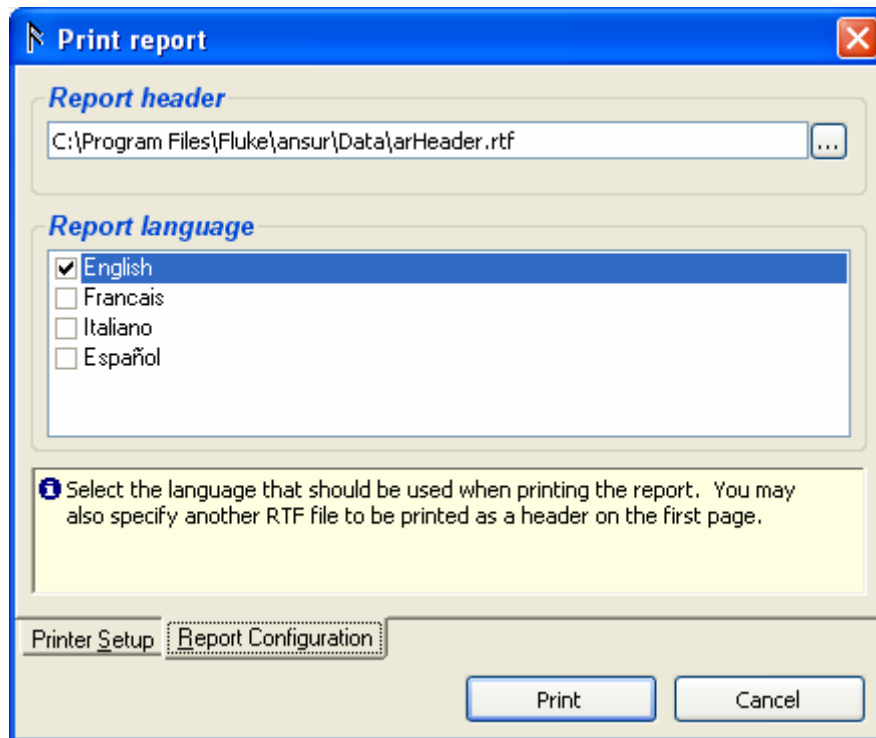 Print report
Report header
C:\Program Files\Fluke\ansur\Data\arHeader.rtf
...
Report language
English
Francais
Italiano
Español
Select the language that should be used when printing the report.  You may
also specify another RTF file to be printed as a header on the first page.
Printer Setup
Report Configuration
Print
Cancel